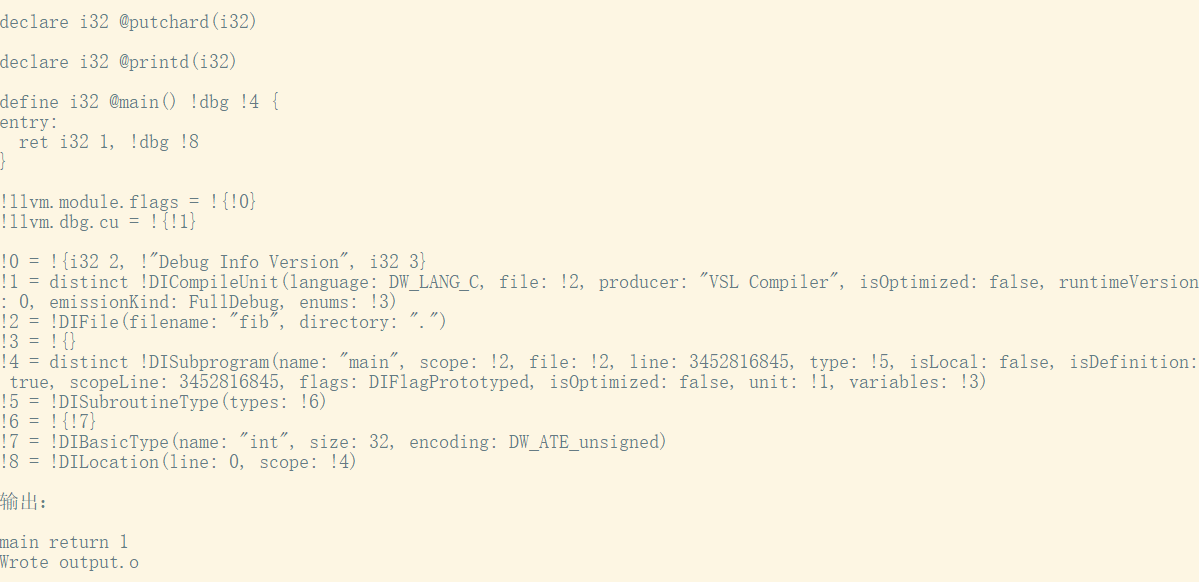 declare i32 @putchard(i32)
declare i32 @printd(i32)
define i32 @main() !dbg !4 {
entry:
  ret i32 1, !dbg !8
}
!llvm.module.flags = !{!0}
!llvm.dbg.cu = !{!1}
!0 = !{i32 2, !"Debug Info Version", i32 3}
!1 = distinct !DICompileUnit(language: DW_LANG_C, file: !2, producer: "VSL Compiler", isOptimized: false, runtimeVersion
: 0, emissionKind: FullDebug, enums: !3)
!2 = !DIFile(filename: "fib", directory: ".")
!3 = !{}
!4 = distinct !DISubprogram(name: "main", scope: !2, file: !2, line: 3452816845, type: !5, isLocal: false, isDefinition:
 true, scopeLine: 3452816845, flags: DIFlagPrototyped, isOptimized: false, unit: !1, variables: !3)
!5 = !DISubroutineType(types: !6)
!6 = !{!7}
!7 = !DIBasicType(name: "int", size: 32, encoding: DW_ATE_unsigned)
!8 = !DILocation(line: 0, scope: !4)
输出：
main return 1
Wrote output.o